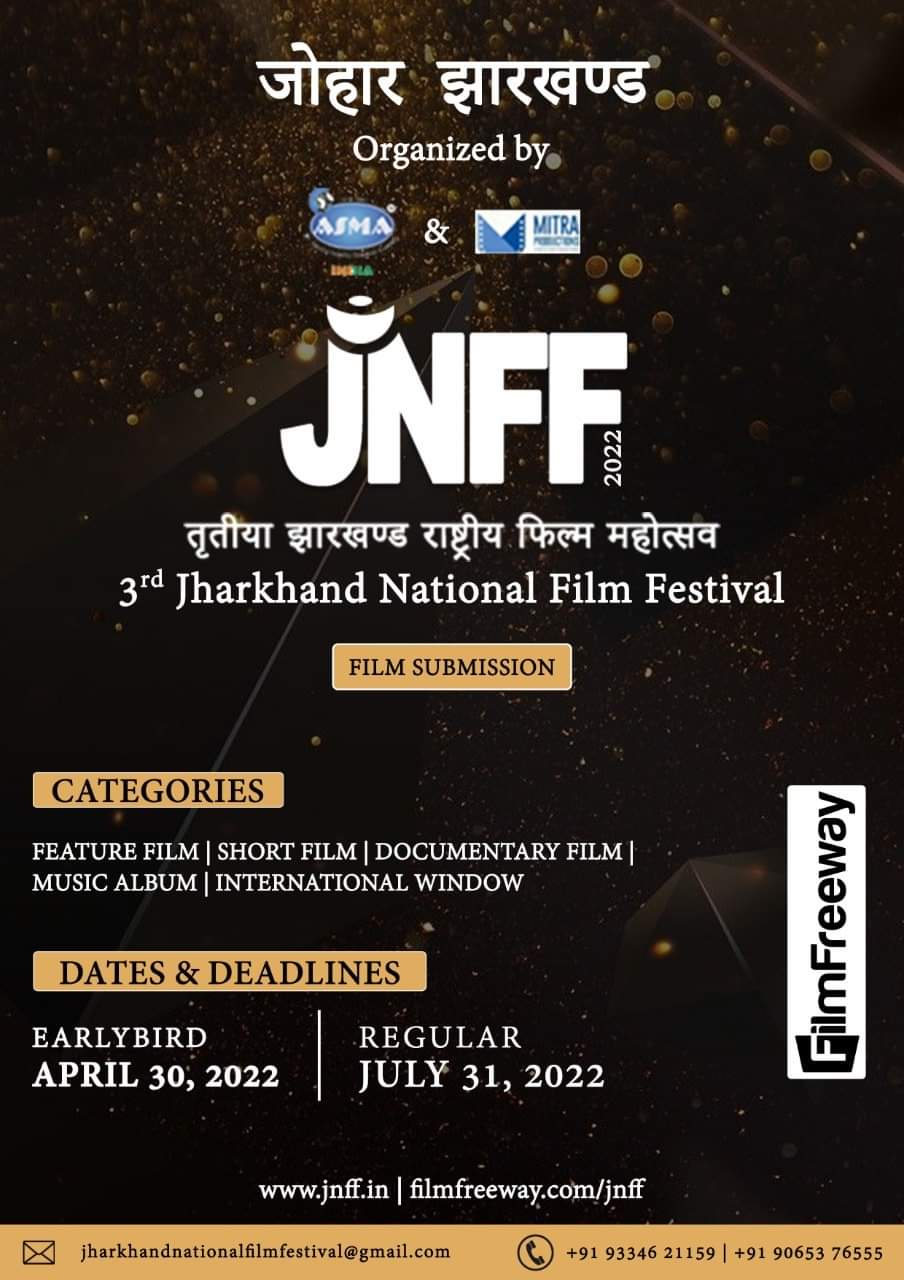 जोहार झारखण्ड
Organized by
ASMA
INDIA
&
MITRA
PRODUCTIONS
JNFF
2022
तृतीया झारखण्ड राष्ट्रीय फिल्म महोत्सव
3rd Jharkhand National Film Festival
FILM SUBMISSION
CATEGORIES
FEATURE FILM | SHORT FILM | DOCUMENTARY FILM |
MUSIC ALBUM | INTERNATIONAL WINDOW
FilmFreeway
DATES & DEADLINES
EARLYBIRD
APRIL 30, 2022
REGULAR
JULY 31, 2022
www.jnff.in | filmfreeway.com/jnff
jharkhandnationalfilmfestival@gmail.com
+91 93346 21159 | +91 90653 76555